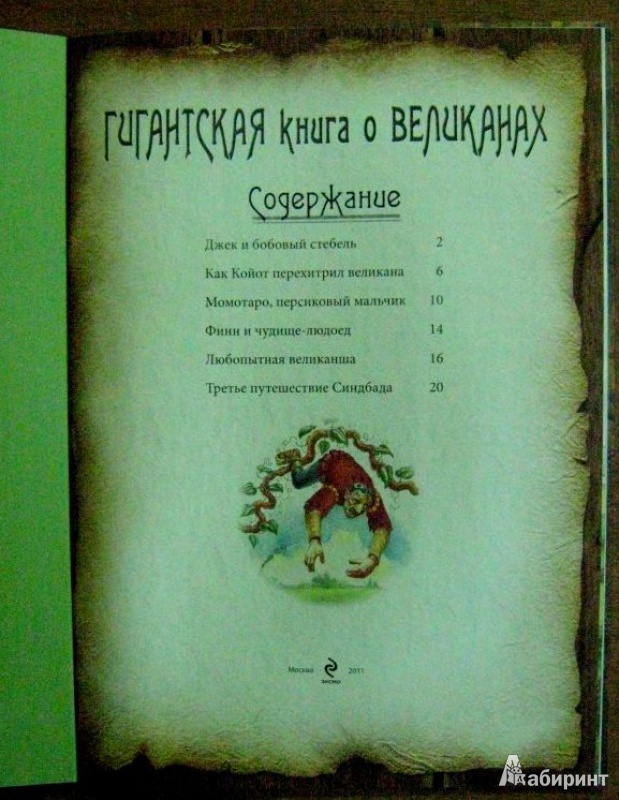 ГИГАНТСКАЯ книга о ВЕЛИКАНАХ
Содержание
Джек и бобовый стебель 2
Как Койот перехитрил великана 6
Момотаро, персиковый мальчик 10
Финн и чудище-людоед 14
Любопытная великанша 16
Третье путешествие Синдбада 20
Москва 2011
ЭКСМО
Лабиринт